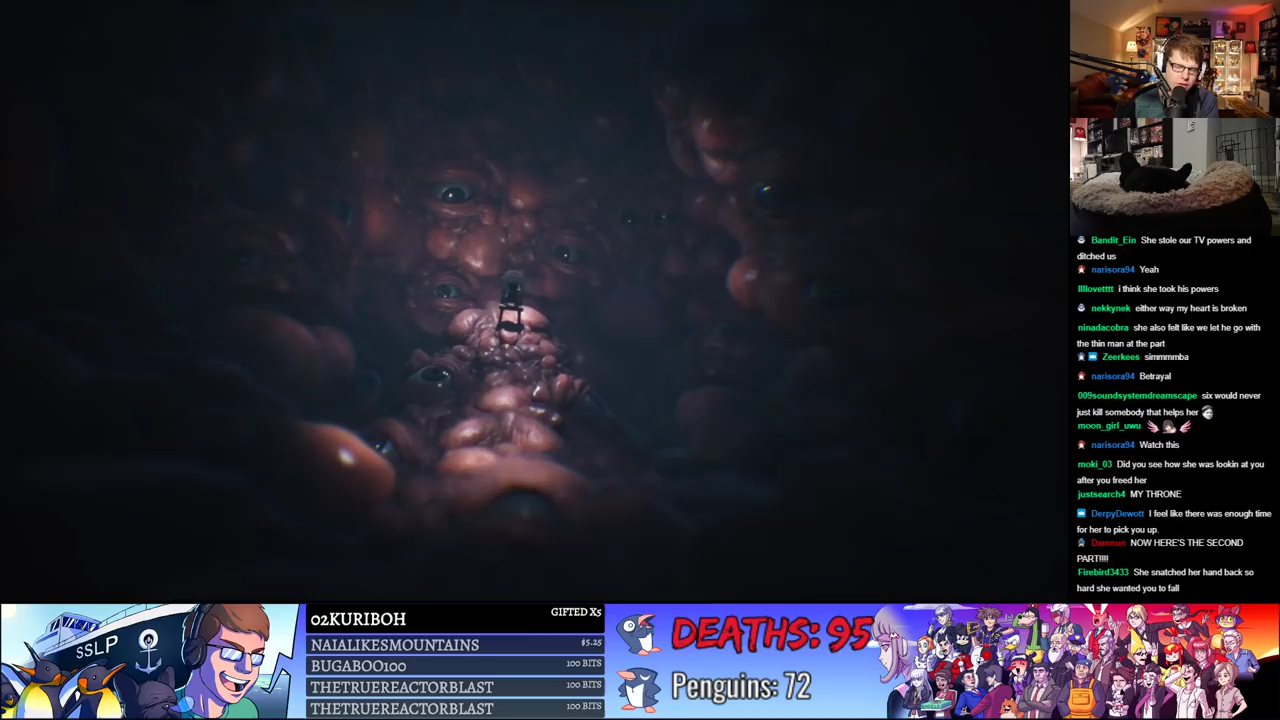 Bandit_Ein She stole our TV powers and
ditched us
narisora94 Yeah
llllovetttt i think she took his powers
nekkynek either way my heart is broken
ninadacobra she also felt like we let he go with
the thin man at the part
Zeerkees simmmmba
narisora94 Betrayal
009soundsystemdreamscape six would never
just kill somebody that helps her
moon_girl_uwu
narisora94 Watch this
moki_03 Did you see how she was lookin at you
after you freed her
justsearch4 MY THRONE
DerpyDewott I feel like there was enough time
for her to pick you up.
NOW HERE'S THE SECOND
PART!!!!
Firebird3433 She snatched her hand back so
hard she wanted you to fall
SSLP
02KURIBOH GIFTED X5
NAIALIKESMOUNTAINS $5.25
BUGABOO100 100 BITS
THETRUEREACTORBLAST 100 BITS
THETRUEREACTORBLAST 100 BITS
DEATHS: 95
Penguins: 72